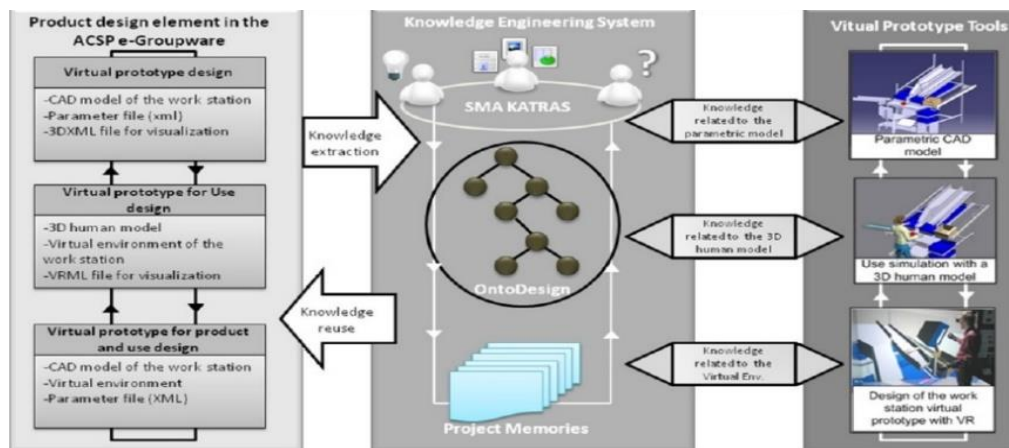 Product design element in the
ACSP e-Groupware
Virtual prototype design
-CAD model of the work station
-Parameter file (xml)
-3DXML file for visualization
Virtual prototype for Use
design
-3D human model
-Virtual environment of the
work station
-VRML file for visualization
Virtual prototype for product
and use design
-CAD model of the work station
-Virtual environment
-Parameter file (XML)
Knowledge
extraction
Knowledge
reuse
Knowledge Engineering System
?
SMA KATRAS
OntoDesign
Project Memories
Knowledge
related to the
parametric model
Knowledge
related to the 3D
human model
Knowledge
related to the
Virtual Env.
Vitual Prototype Tools
Parametric CAD
model
Use simulation with a
3D human model
Design of the work
station virtual
prototype with VR